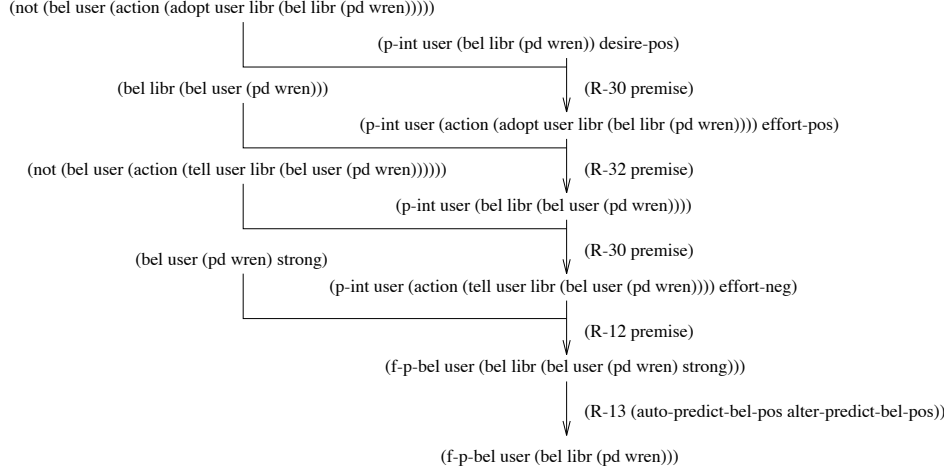 (not (bel user (action (adopt user libr (bel libr (pd wren)))))
(p-int user (bel libr (pd wren)) desire-pos)
(bel libr (bel user (pd wren)))
(R-30 premise)
(p-int user (action (adopt user libr (bel libr (pd wren)))) effort-pos)
(not (bel user (action (tell user libr (bel user (pd wren))))))
(R-32 premise)
(p-int user (bel libr (bel user (pd wren))))
(bel user (pd wren) strong)
(R-30 premise)
(p-int user (action (tell user libr (bel user (pd wren)))) effort-neg)
(R-12 premise)
(f-p-bel user (bel libr (bel user (pd wren) strong)))
(R-13 (auto-predict-bel-pos alter-predict-bel-pos))
(f-p-bel user (bel libr (pd wren)))